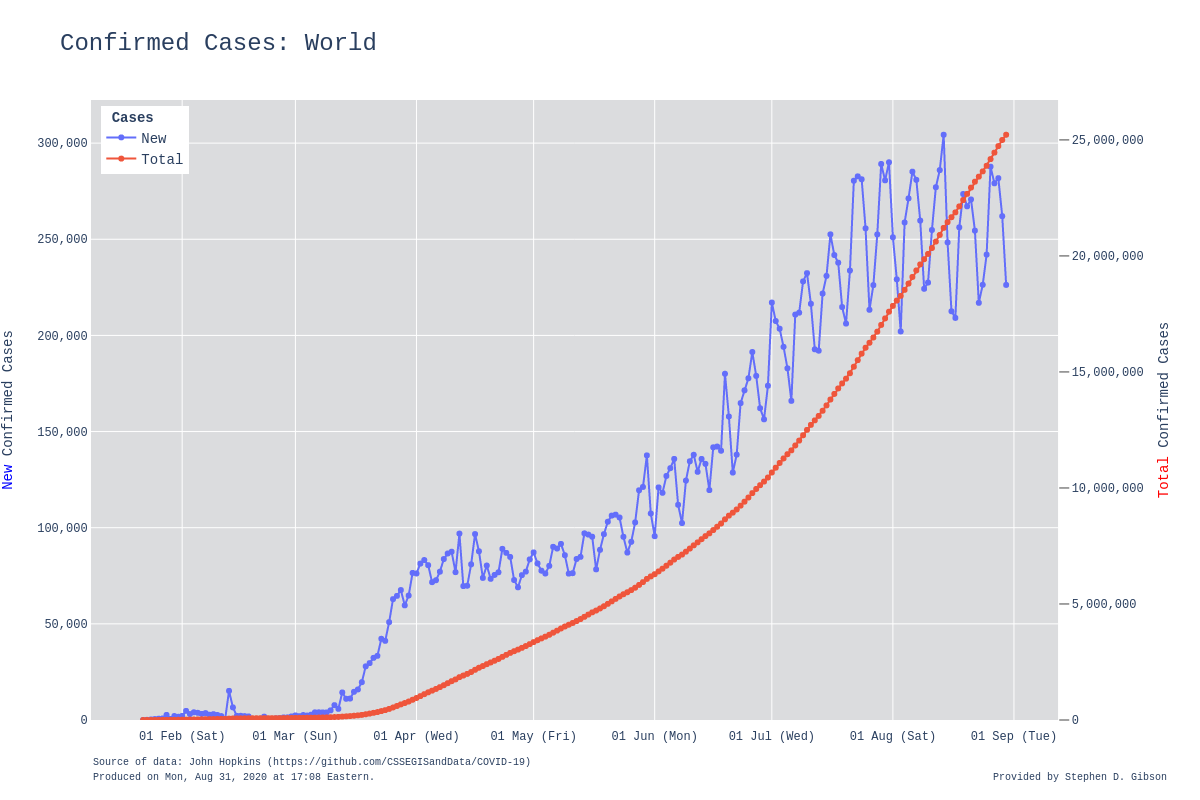 Confirmed Cases: World
Cases
New
Total
300,000
250,000
200,000
150,000
100,000
50,000
0
New Confirmed Cases
25,000,000
20,000,000
15,000,000
10,000,000
5,000,000
0
Total Confirmed Cases
01 Feb (Sat) 01 Mar (Sun) 01 Apr (Wed) 01 May (Fri) 01 Jun (Mon) 01 Jul (Wed) 01 Aug (Sat) 01 Sep (Tue)
Source of data: John Hopkins (https://github.com/CSSEGISandData/COVID-19)
Produced on Mon, Aug 31, 2020 at 17:08 Eastern.
Provided by Stephen D. Gibson